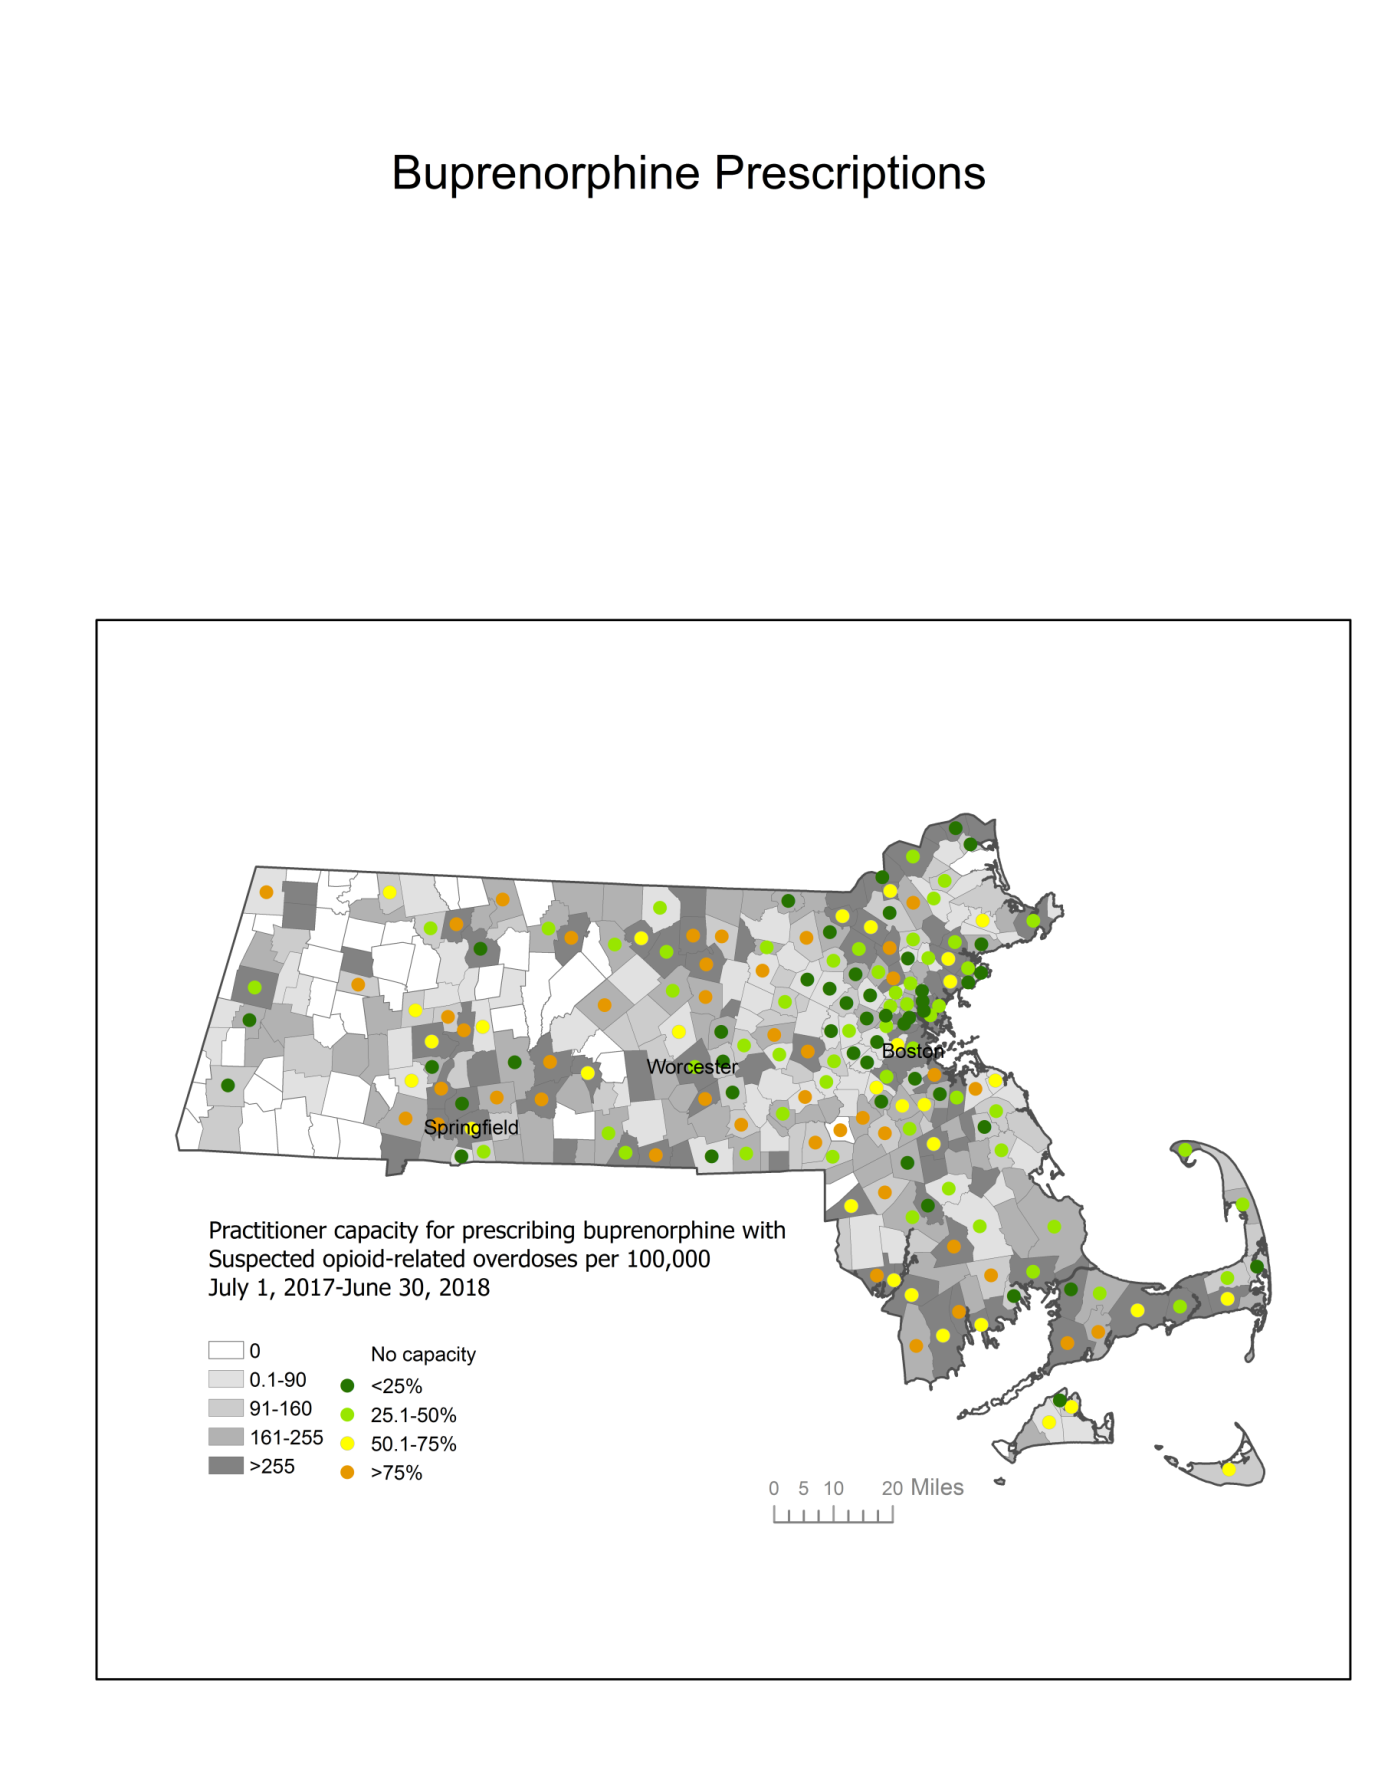 Buprenorphine Prescriptions
Boston
Worcester
Springfield
Practitioner capacity for prescribing buprenorphine with
Suspected opioid-related overdoses per 100,000
July 1, 2017-June 30, 2018
0
0.1-90
91-160
161-255
>255
No capacity
<25%
25.1-50%
50.1-75%
>75%
0 5 10 20 Miles